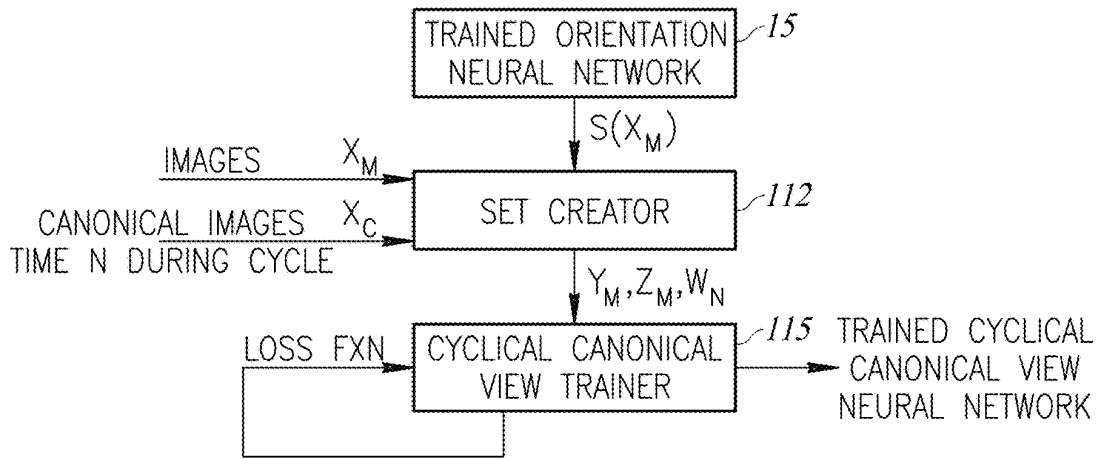 TRAINED ORIENTATION
NEURAL NETWORK
15
S(X_M)
IMAGES X_M
SET CREATOR
112
CANONICAL IMAGES X_C
TIME N DURING CYCLE
Y_M,Z_M,W_N
LOSS FXN
CYCLICAL CANONICAL
VIEW TRAINER
115
TRAINED CYCLICAL
CANONICAL VIEW
NEURAL NETWORK